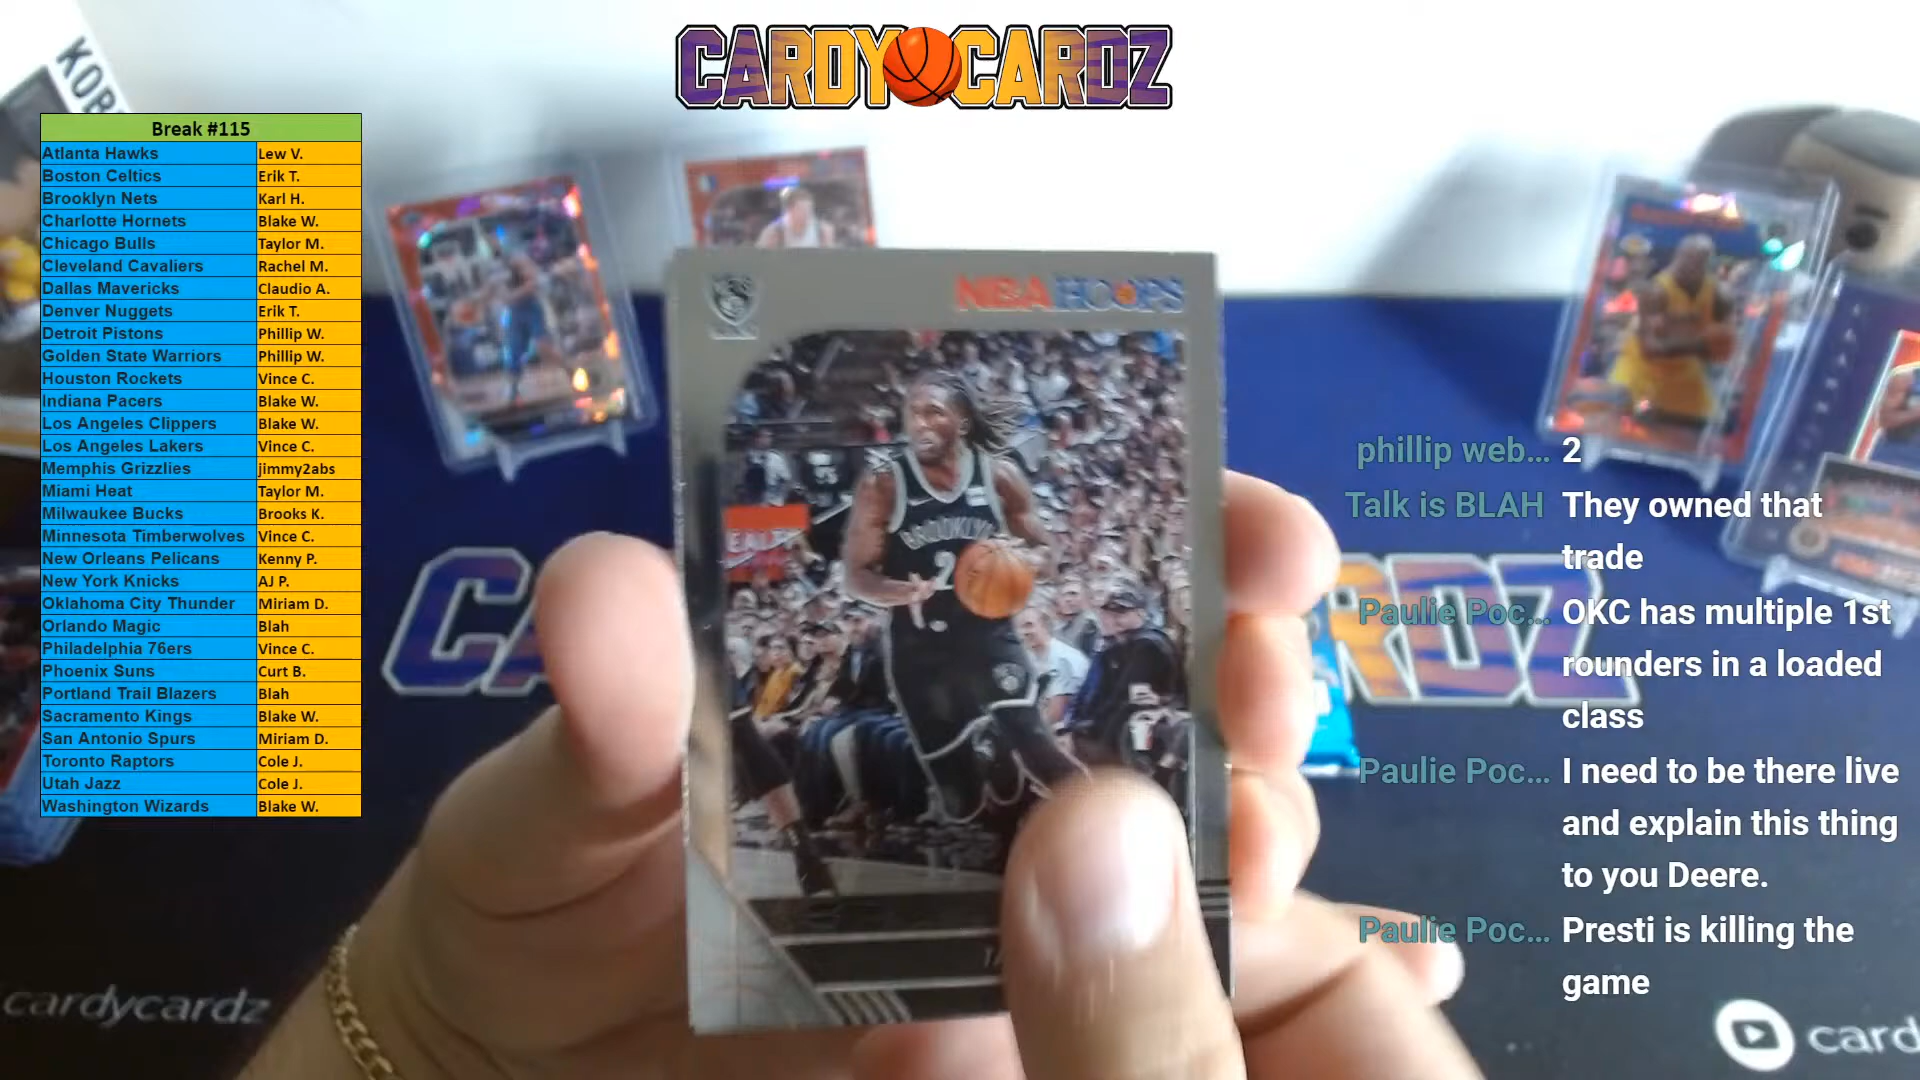 CARDY CARDZ
KOB
Break #115
Atlanta Hawks Lew V.
Boston Celtics Erik T.
Brooklyn Nets Karl H.
Charlotte Hornets Blake W.
Chicago Bulls Taylor M.
Cleveland Cavaliers Rachel M.
Dallas Mavericks Claudio A.
Denver Nuggets Erik T.
Detroit Pistons Phillip W.
Golden State Warriors Phillip W.
Houston Rockets Vince C.
Indiana Pacers Blake W.
Los Angeles Clippers Blake W.
Los Angeles Lakers Vince C.
Memphis Grizzlies jimmy2abs
Miami Heat Taylor M.
Milwaukee Bucks Brooks K.
Minnesota Timberwolves Vince C.
New Orleans Pelicans Kenny P.
New York Knicks AJ P.
Oklahoma City Thunder Miriam D.
Orlando Magic Blah
Philadelphia 76ers Vince C.
Phoenix Suns Curt B.
Portland Trail Blazers Blah
Sacramento Kings Blake W.
San Antonio Spurs Miriam D.
Toronto Raptors Cole J.
Utah Jazz Cole J.
Washington Wizards Blake W.
NBA HOOPS
BROOKLYN
2
phillip web... 2
Talk is BLAH They owned that
trade
Paulie Poc... OKC has multiple 1st
rounders in a loaded
class
Paulie Poc... I need to be there live
and explain this thing
to you Deere.
Paulie Poc... Presti is killing the
game
CA
RDZ
cardycardz
card